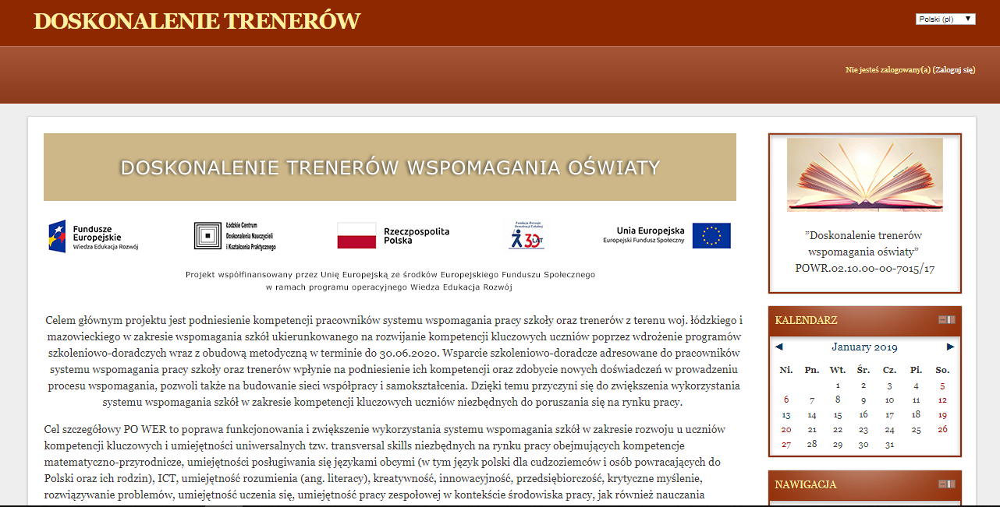 DOSKONALENIE TRENERÓW
Polski (pl)
Nie jesteś zalogowany(a) (Zaloguj się)
DOSKONALENIE TRENERÓW WSPOMAGANIA OŚWIATY
Fundusze
Europejskie
Wiedza Edukacja Rozwój
Łódzkie Centrum
Doskonalenia Nauczycieli
i Kształcenia Praktycznego
Rzeczpospolita
Polska
Fundacja Rozwoju
Demokracji Lokalnej
30 LAT
Unia Europejska
Europejski Fundusz Społeczny
Projekt współfinansowany przez Unię Europejską ze środków Europejskiego Funduszu Społecznego
w ramach programu operacyjnego Wiedza Edukacja Rozwój
Celem głównym projektu jest podniesienie kompetencji pracowników systemu wspomagania pracy szkoły oraz trenerów z terenu woj. łódzkiego i
mazowieckiego w zakresie wspomagania szkół ukierunkowanego na rozwijanie kompetencji kluczowych uczniów poprzez wdrożenie programów
szkoleniowo-doradczych wraz z obudową metodyczną w terminie do 30.06.2020. Wsparcie szkoleniowo-doradcze adresowane do pracowników
systemu wspomagania pracy szkoły oraz trenerów wpłynie na podniesienie ich kompetencji oraz zdobycie nowych doświadczeń w prowadzeniu
procesu wspomagania, pozwoli także na budowanie sieci współpracy i samokształcenia. Dzięki temu przyczyni się do zwiększenia wykorzystania
systemu wspomagania szkół w zakresie kompetencji kluczowych uczniów niezbędnych do poruszania się na rynku pracy.
Cel szczegółowy PO WER to poprawa funkcjonowania i zwiększenie wykorzystania systemu wspomagania szkół w zakresie rozwoju u uczniów
kompetencji kluczowych i umiejętności uniwersalnych tzw. transversal skills niezbędnych na rynku pracy obejmujących kompetencje
matematyczno-przyrodnicze, umiejętności posługiwania się językami obcymi (w tym język polski dla cudzoziemców i osób powracających do
Polski oraz ich rodzin), ICT, umiejętność rozumienia (ang. literacy), kreatywność, innowacyjność, przedsiębiorczość, krytyczne myślenie,
rozwiązywanie problemów, umiejętność uczenia się, umiejętność pracy zespołowej w kontekście środowiska pracy, jak również nauczania
"Doskonalenie trenerów
wspomagania oświaty"
POWR.02.10.00-00-7015/17
KALENDARZ
January 2019
Ni. Pn. Wt. Śr. Cz. Pi. So.
1 2 3 4 5
6 7 8 9 10 11 12
13 14 15 16 17 18 19
20 21 22 23 24 25 26
27 28 29 30 31
NAWIGACJA